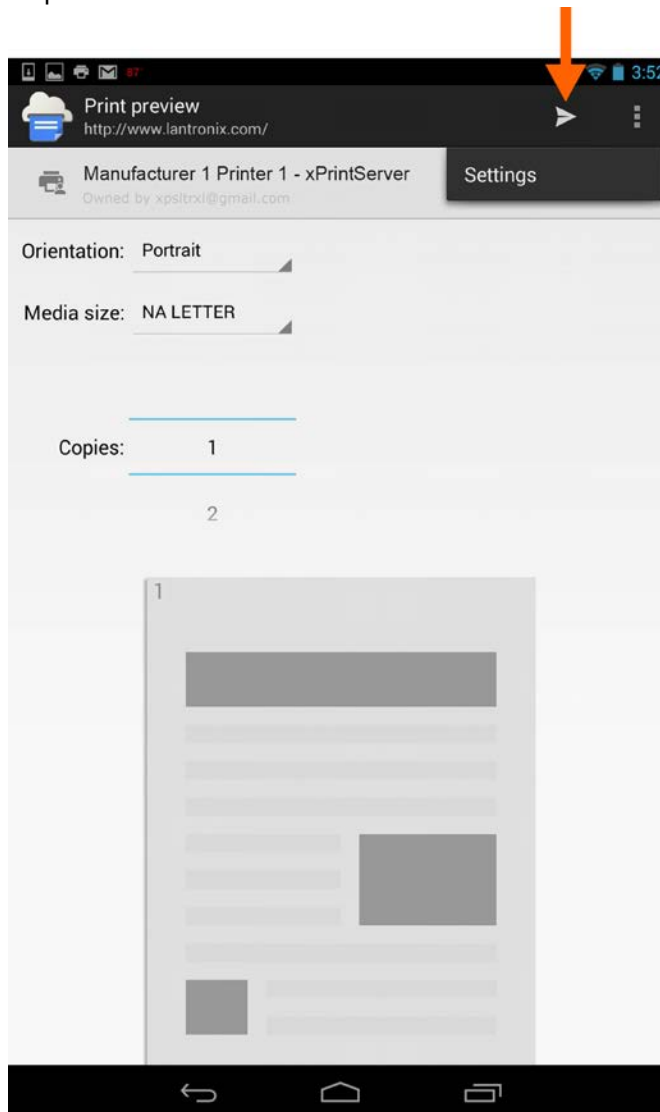 87°
3:52
Print preview
http://www.lantronix.com/
Manufacturer 1 Printer 1 - xPrintServer
Owned by xpsltrxl@gmail.com
Settings
Orientation: Portrait
Media size: NA LETTER
Copies: 1
2
1